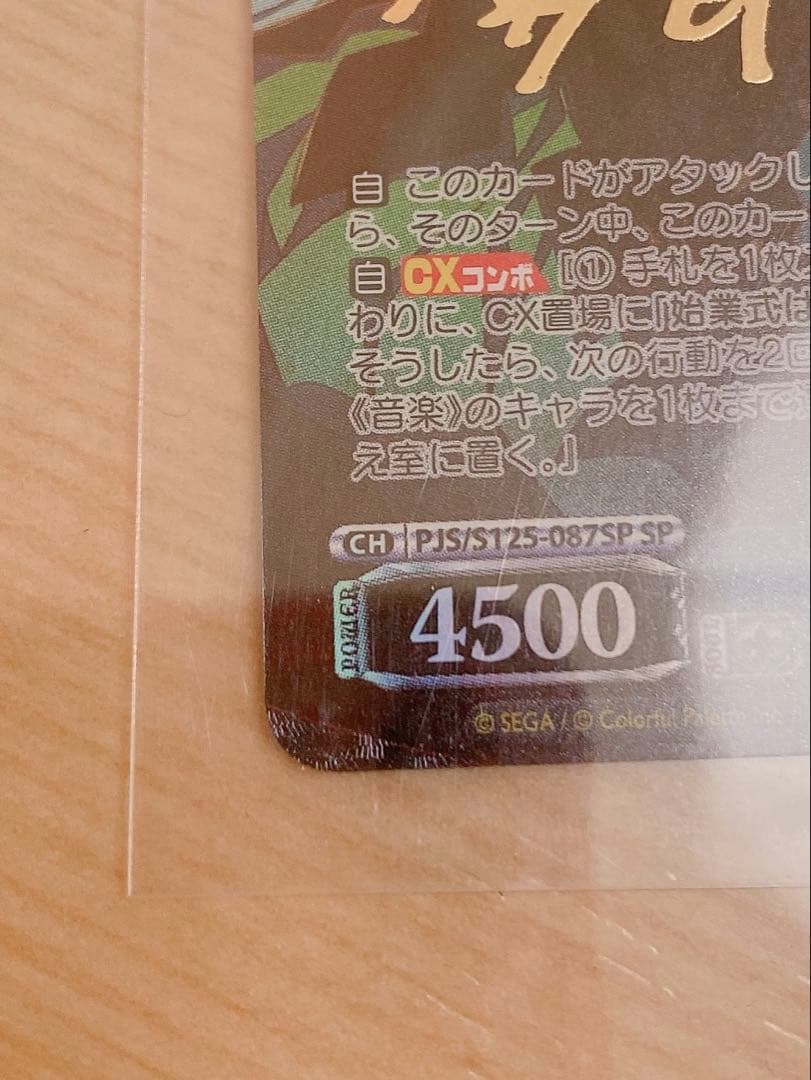 自 このカードがアタックし
ら、そのターン中、このカー
自 CXコンボ ［① 手札を1枚
わりに、CX置場に「始業式は
そうしたら、次の行動を2回
《音楽》のキャラを1枚まで
え室に置く。』
CH PJS/S125-087SP SP
POWER 4500
© SEGA / © Colorful Palette Inc.